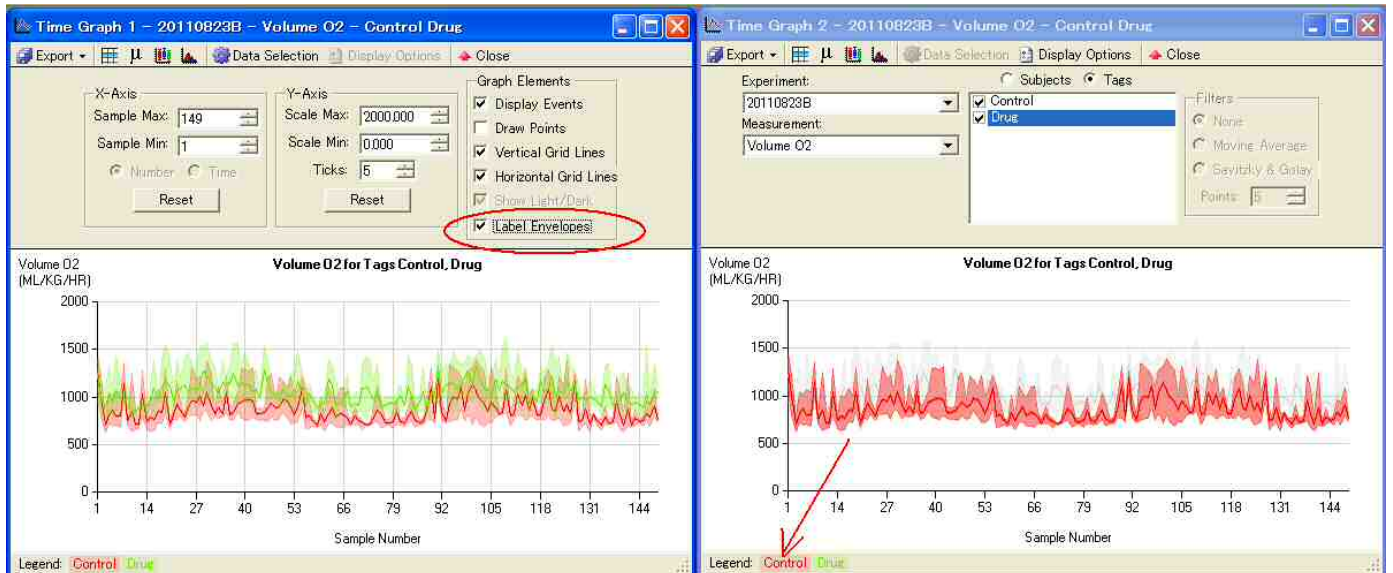 Time Graph 1 - 20110823B - Volume O2 - Control Drug
Export μ Data Selection Display Options Close
X-Axis
Sample Max: 149
Sample Min: 1
Number Time
Reset
Y-Axis
Scale Max: 2000.000
Scale Min: 0.000
Ticks: 5
Reset
Graph Elements
Display Events
Draw Points
Vertical Grid Lines
Horizontal Grid Lines
Show Light/Dark
Label Envelopes
Volume O2
(ML/KG/HR)
Volume O2 for Tags Control, Drug
2000
1500
1000
500
0
1 14 27 40 53 66 79 92 105 118 131 144
Sample Number
Legend: Control Drug
Time Graph 2 - 20110823B - Volume O2 - Control Drug
Export μ Data Selection Display Options Close
Experiment:
20110823B
Measurement:
Volume O2
Subjects Tags
Control
Drug
Filters
None
Moving Average
Savitzky & Golay
Points: 5
Volume O2
(ML/KG/HR)
Volume O2 for Tags Control, Drug
2000
1500
1000
500
0
1 14 27 40 53 66 79 92 105 118 131 144
Sample Number
Legend: Control Drug